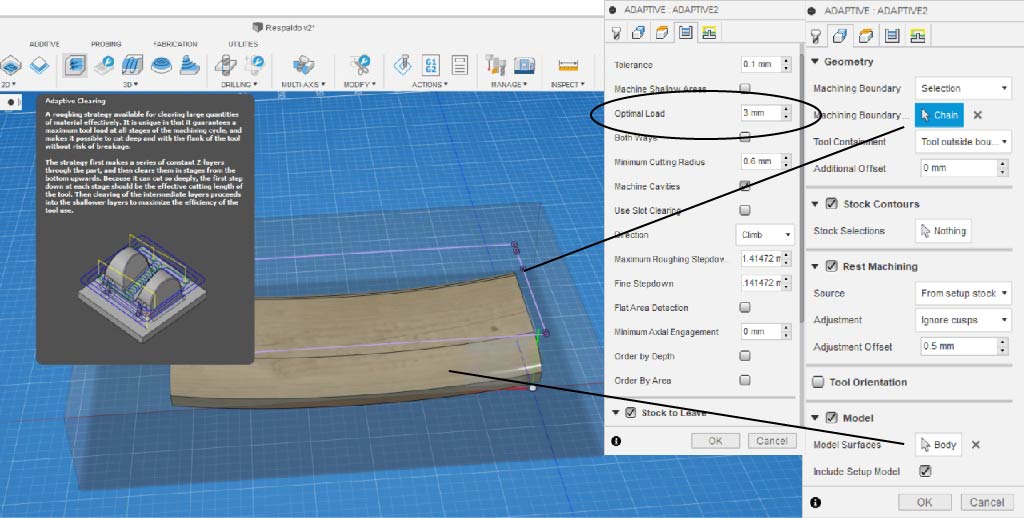 Respaldo v2*
ADDITIVE PROBING FABRICATION UTILITIES
2D▾ 3D▾ DRILLING▾ MULTI-AXIS▾ MODIFY▾ ACTIONS▾ MANAGE▾ INSPECT▾
G1
G2
Adaptive Clearing
A roughing strategy available for clearing large quantities
of material effectively. It is unique in that it guarantees a
maximum tool load at all stages of the machining cycle, and
makes it possible to cut deep and with the flank of the Tool
without risk of breakage.
The strategy first makes a series of constant Z-layers
through the part, and then clears them in stages from the
bottom upwards. Because it can cut so deeply, the first step
down at each stage should be the effective cutting length of
the tool. Then clearing of the intermediate layers proceeds
into the shallower layers to maximize the efficiency of the
tool use.
ADAPTIVE : ADAPTIVE2
Tolerance 0.1 mm
Machine Shallow Areas
Optimal Load 3 mm
Both Ways
Minimum Cutting Radius 0.6 mm
Machine Cavities
Use Slot Clearing
Direction Climb
Maximum Roughing Stepdow... 1.41472 m
Fine Stepdown .141472 m
Flat Area Detection
Minimum Axial Engagement 0 mm
Order by Depth
Order By Area
Stock to Leave
OK Cancel
ADAPTIVE : ADAPTIVE2
Geometry
Machining Boundary Selection
Machining Boundary... Chain
Tool Containment Tool outside bou...
Additional Offset 0 mm
Stock Contours
Stock Selections Nothing
Rest Machining
Source From setup stock
Adjustment Ignore cusps
Adjustment Offset 0.5 mm
Tool Orientation
Model
Model Surfaces Body
Include Setup Model
OK Cancel